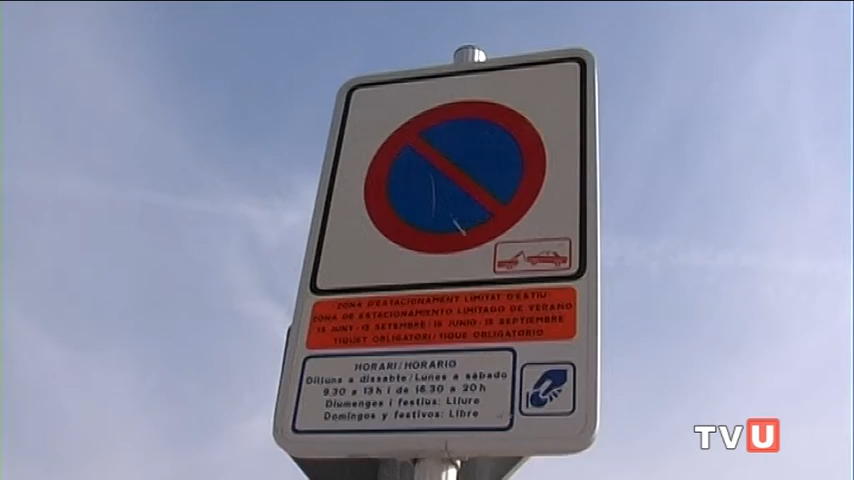 ZONA D'ESTACIONAMENT LIMITAT D'ESTIU
ZONA DE ESTACIONAMIENTO LIMITADO DE VERANO
15 JUNY - 15 SETEMBRE / 15 JUNIO - 15 SEPTIEMBRE
TIQUET OBLIGATORI / TIQUE OBLIGATORIO
HORARI/HORARIO
Dilluns a dissabte/Lunes a sábado
9.30 a 13h i de 16.30 a 20h
Diumenges i festius: Lliure
Domingos y festivos: Libre
TVU